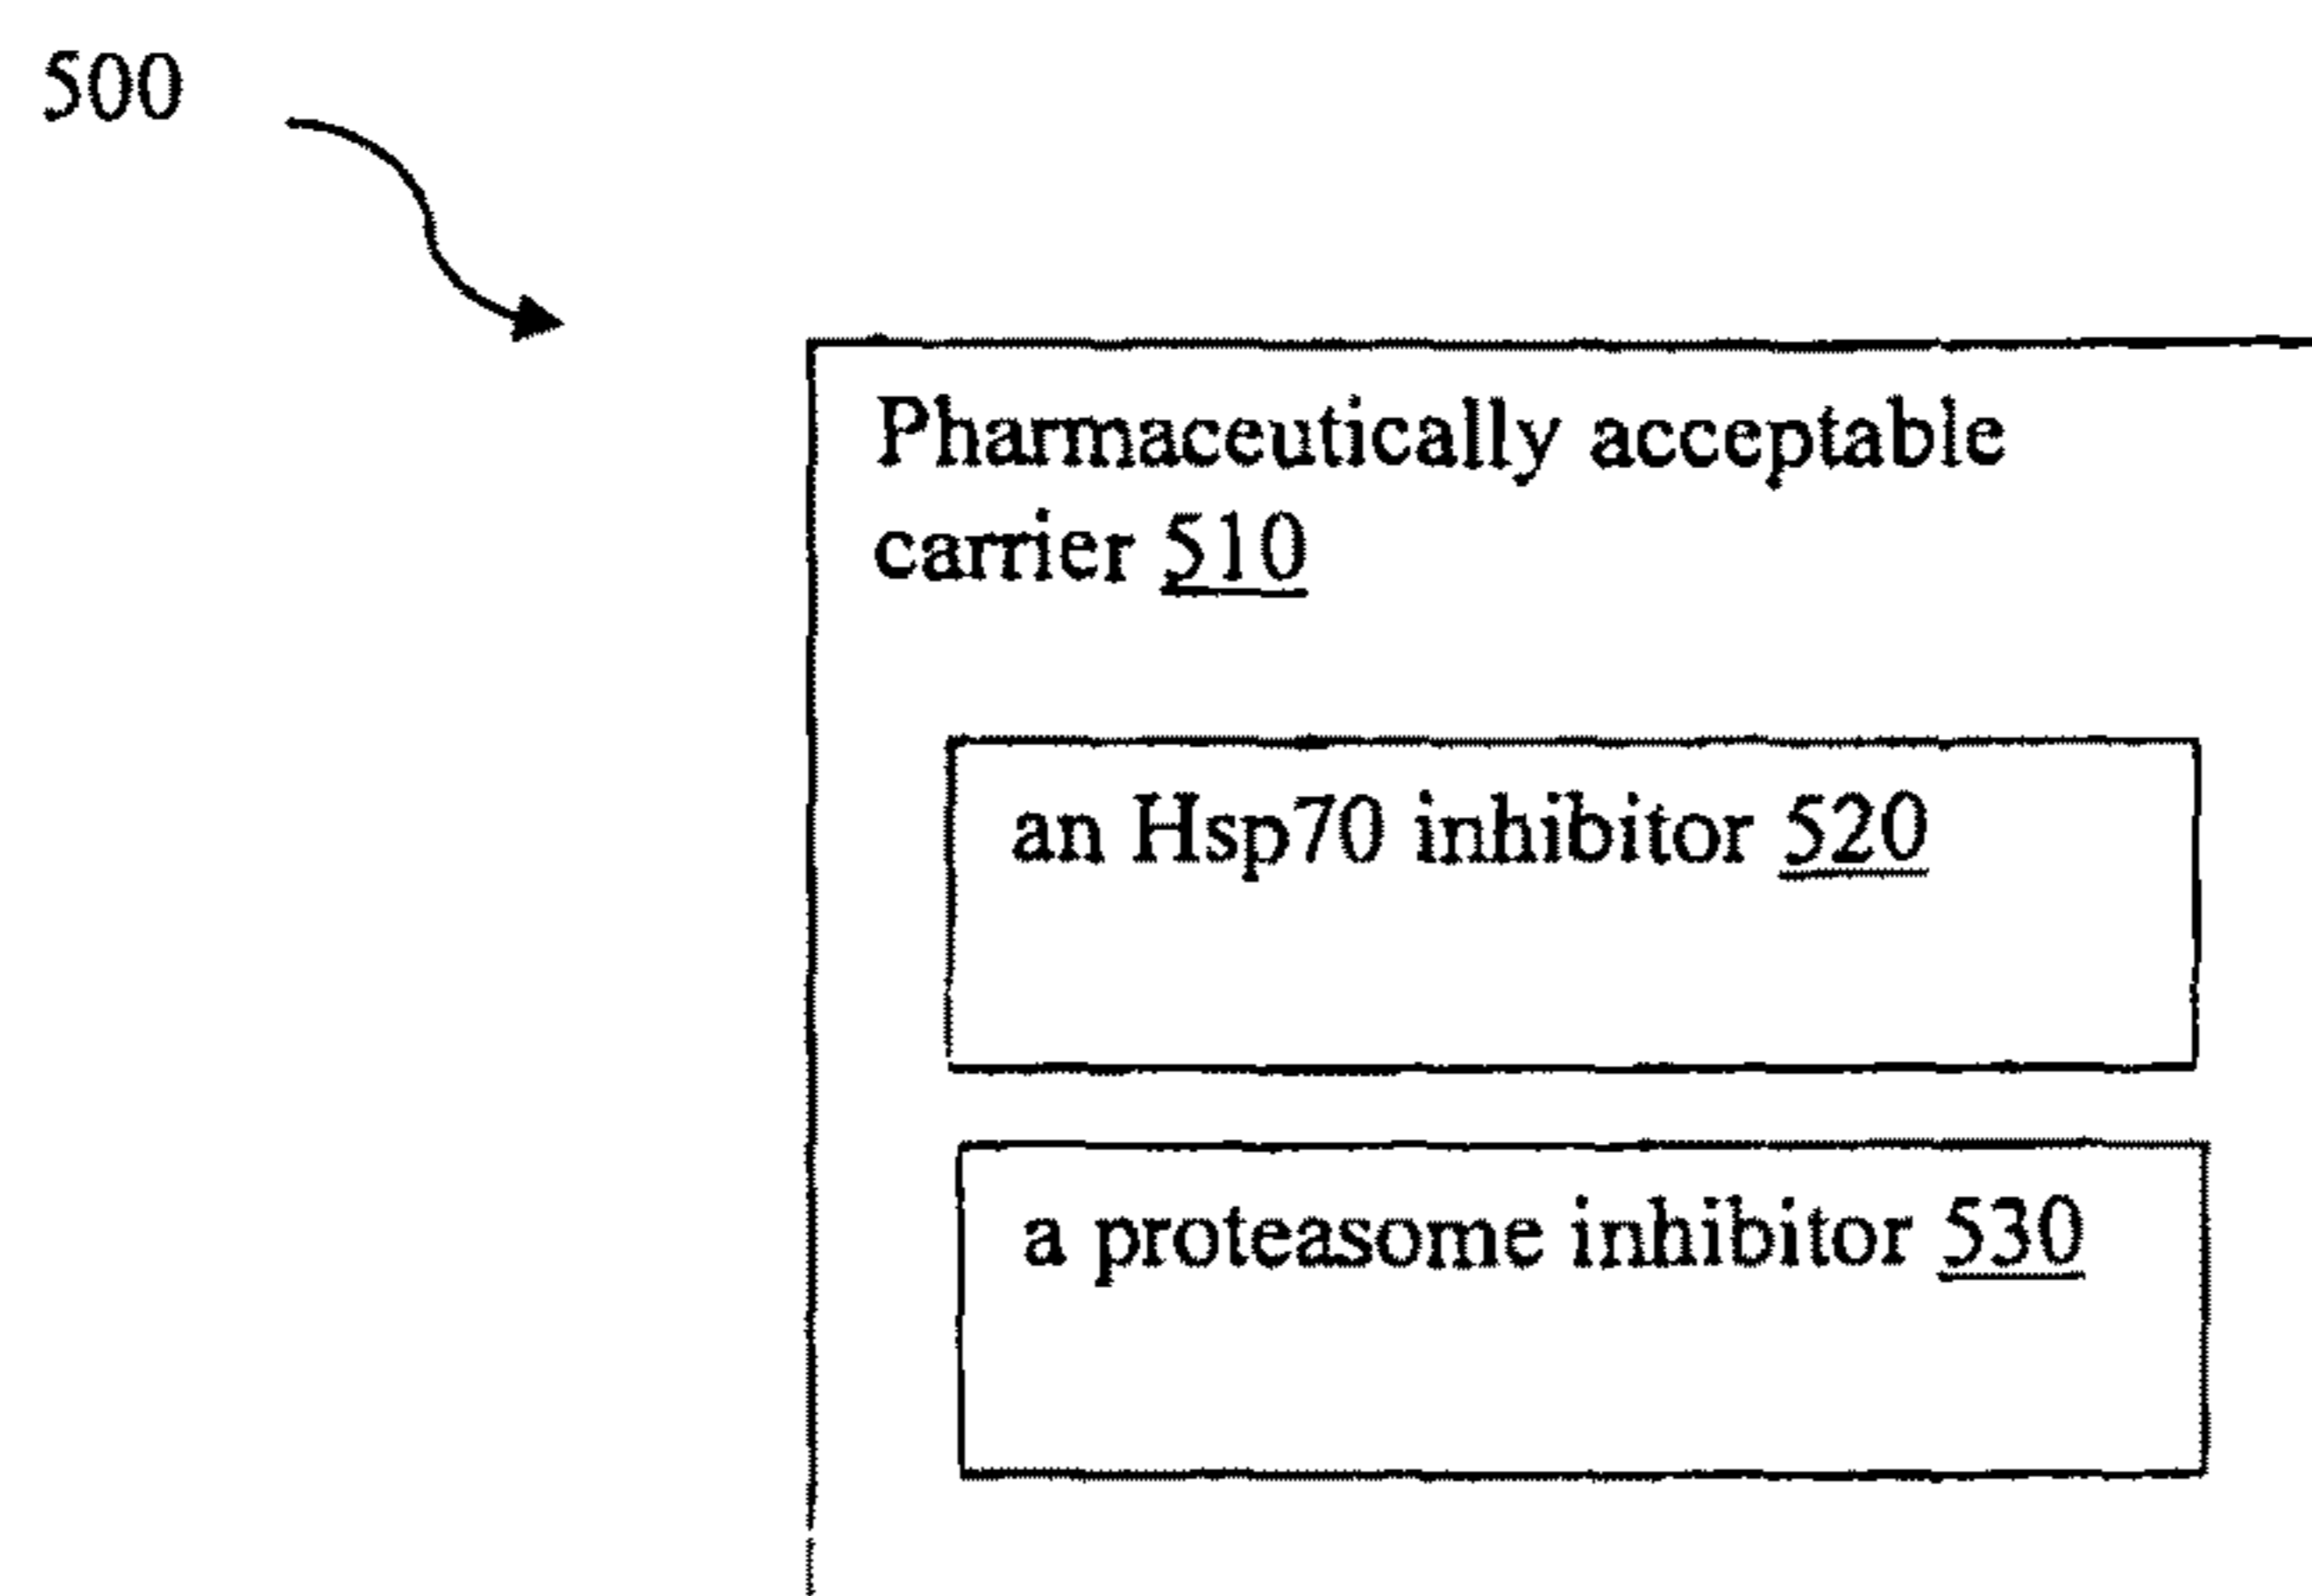 500
Pharmaceutically acceptable
carrier 510
an Hsp70 inhibitor 520
a proteasome inhibitor 530